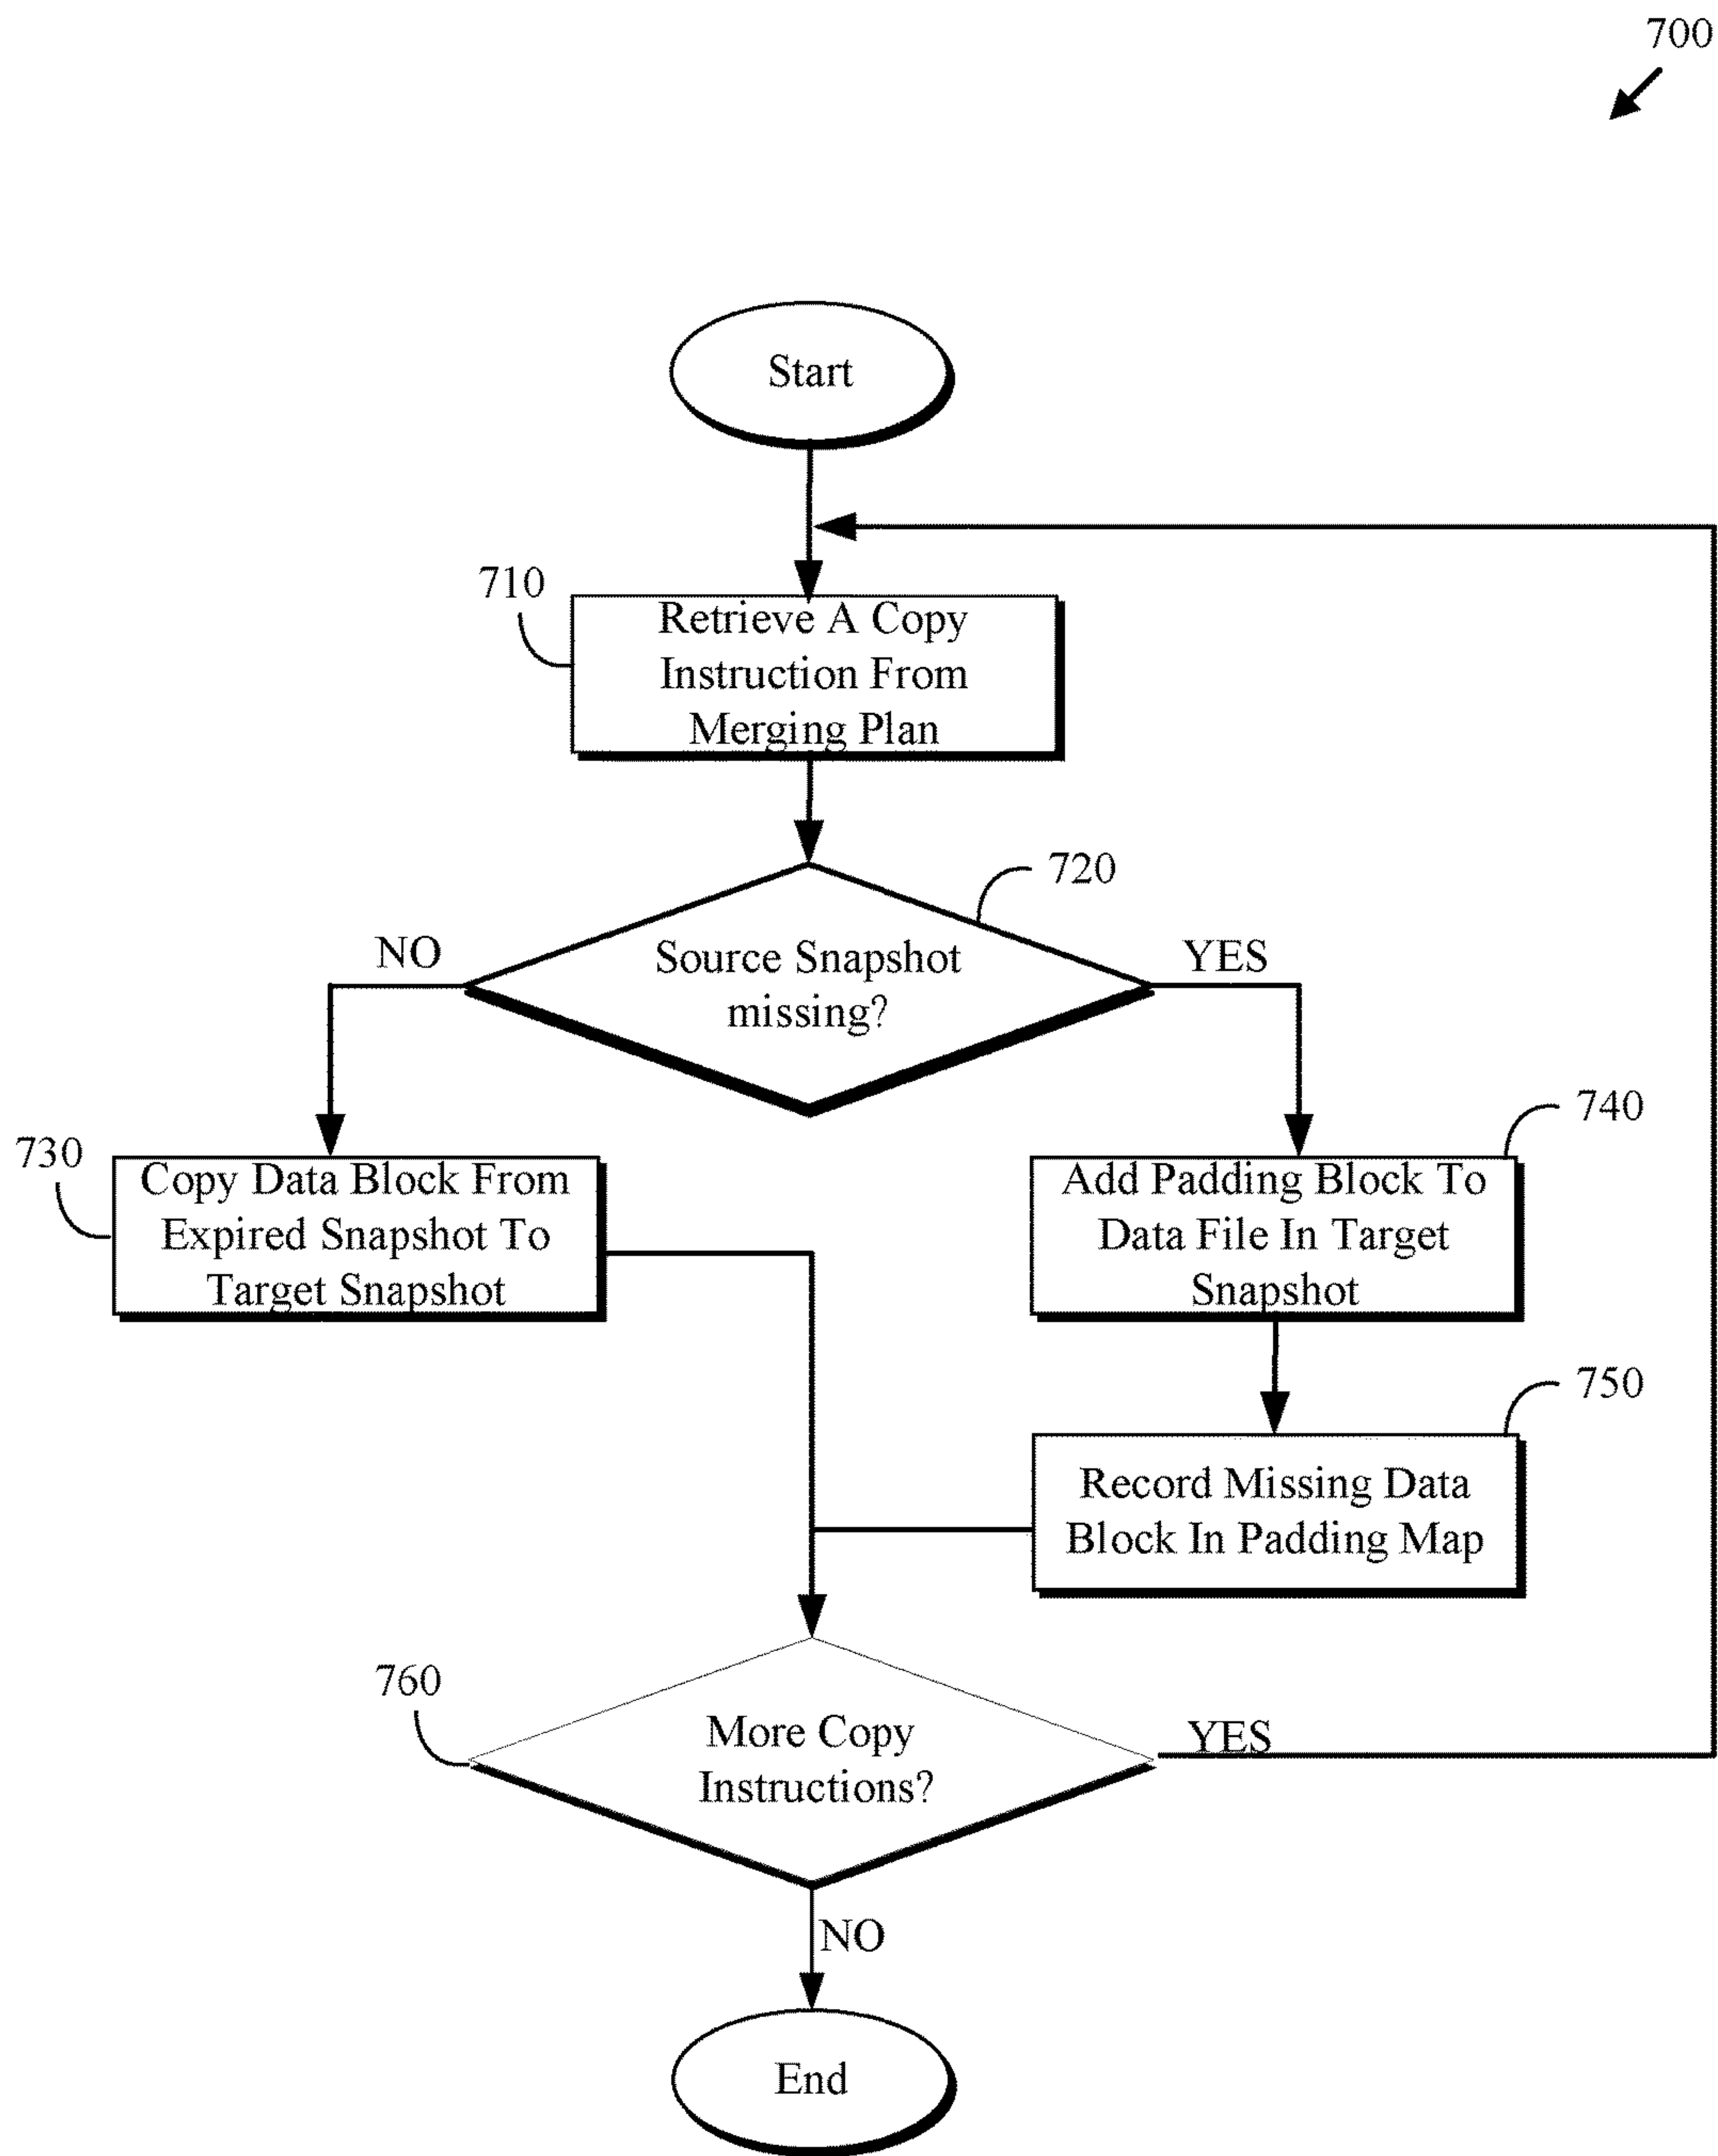 700
Start
710
Retrieve A Copy
Instruction From
Merging Plan
720
NO
Source Snapshot
missing?
YES
730
Copy Data Block From
Expired Snapshot To
Target Snapshot
740
Add Padding Block To
Data File In Target
Snapshot
750
Record Missing Data
Block In Padding Map
760
More Copy
Instructions?
YES
NO
End